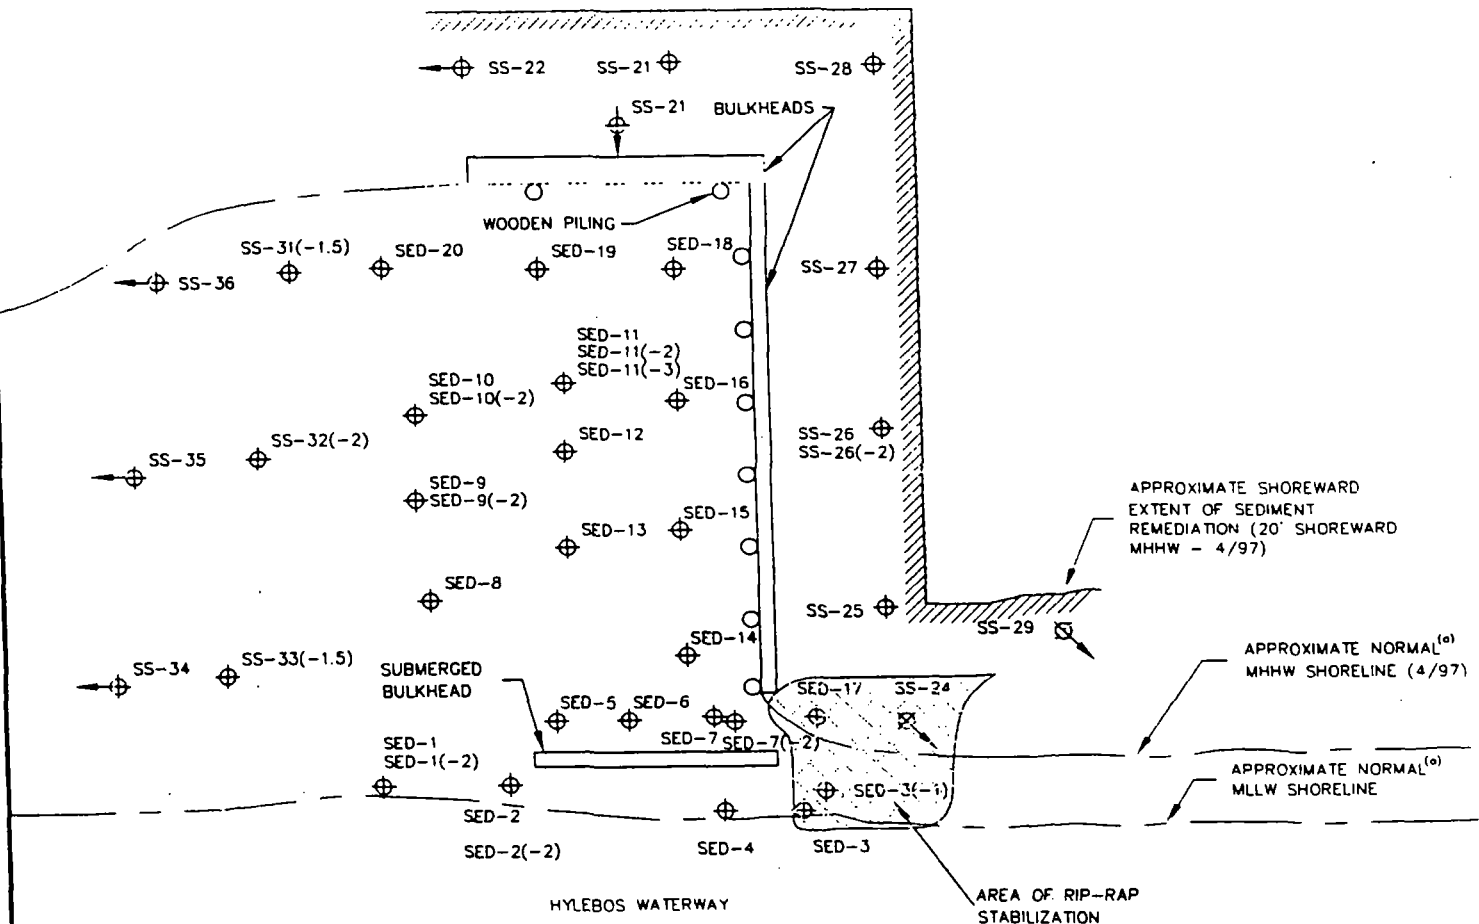 SS-22
SS-21
SS-28
SS-21
BULKHEADS
WOODEN PILING
SS-31(-1.5)
SED-20
SED-19
SED-18
SS-27
SS-36
SED-11
SED-11(-2)
SED-11(-3)
SED-10
SED-10(-2)
SED-16
SED-12
SS-26
SS-26(-2)
SS-32(-2)
SS-35
SED-9
SED-9(-2)
SED-15
SED-13
APPROXIMATE SHOREWARD
EXTENT OF SEDIMENT
REMEDIATION (20' SHOREWARD
MHHW - 4/97)
SED-8
SS-25
SS-29
SED-14
SS-34
SS-33(-1.5)
SUBMERGED
BULKHEAD
APPROXIMATE NORMAL(a)
MHHW SHORELINE (4/97)
SED-17
SS-24
SED-5
SED-6
SED-7
SED-7(-2)
SED-1
SED-1(-2)
APPROXIMATE NORMAL(a)
MLLW SHORELINE
SED-3(-1)
SED-2
SED-2(-2)
SED-4
SED-3
HYLEBOS WATERWAY
AREA OF RIP-RAP
STABILIZATION